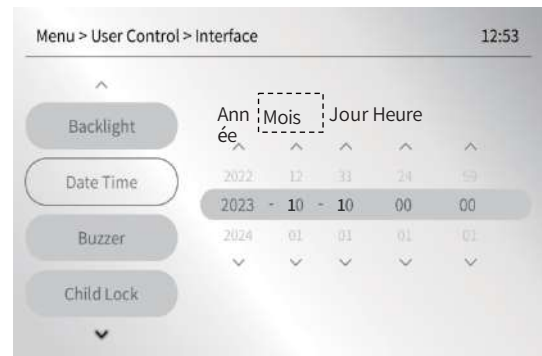 Menu > User Control > Interface 12:53
Backlight
Date Time
Buzzer
Child Lock
Ann
ée
Mois
Jour Heure
2022 12 31 24 59
2023 - 10 - 10 00 00
2024 01 01 01 01